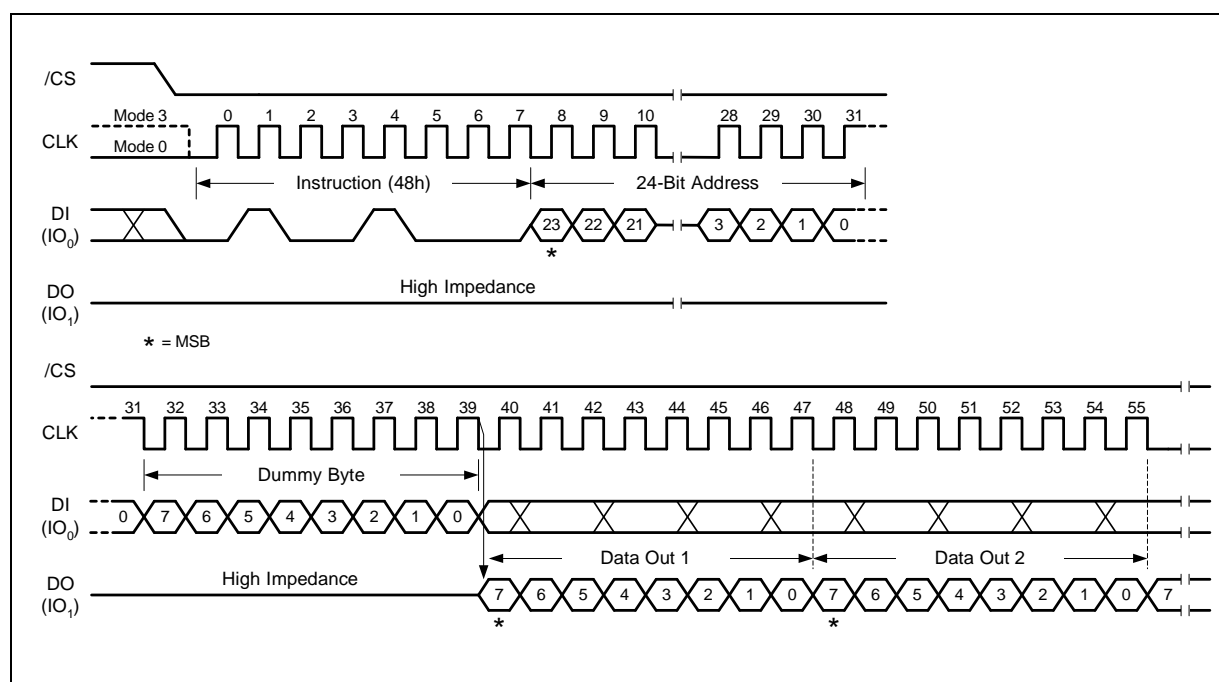 /CS
Mode 3
0 1 2 3 4 5 6 7 8 9 10 28 29 30 31
CLK
Mode 0
Instruction (48h)
24-Bit Address
DI
(IO0)
23 22 21 3 2 1 0
*
High Impedance
DO
(IO1)
* = MSB
/CS
31 32 33 34 35 36 37 38 39 40 41 42 43 44 45 46 47 48 49 50 51 52 53 54 55
CLK
Dummy Byte
DI
(IO0)
0 7 6 5 4 3 2 1 0
Data Out 1
Data Out 2
High Impedance
DO
(IO1)
7 6 5 4 3 2 1 0 7 6 5 4 3 2 1 0 7
* *